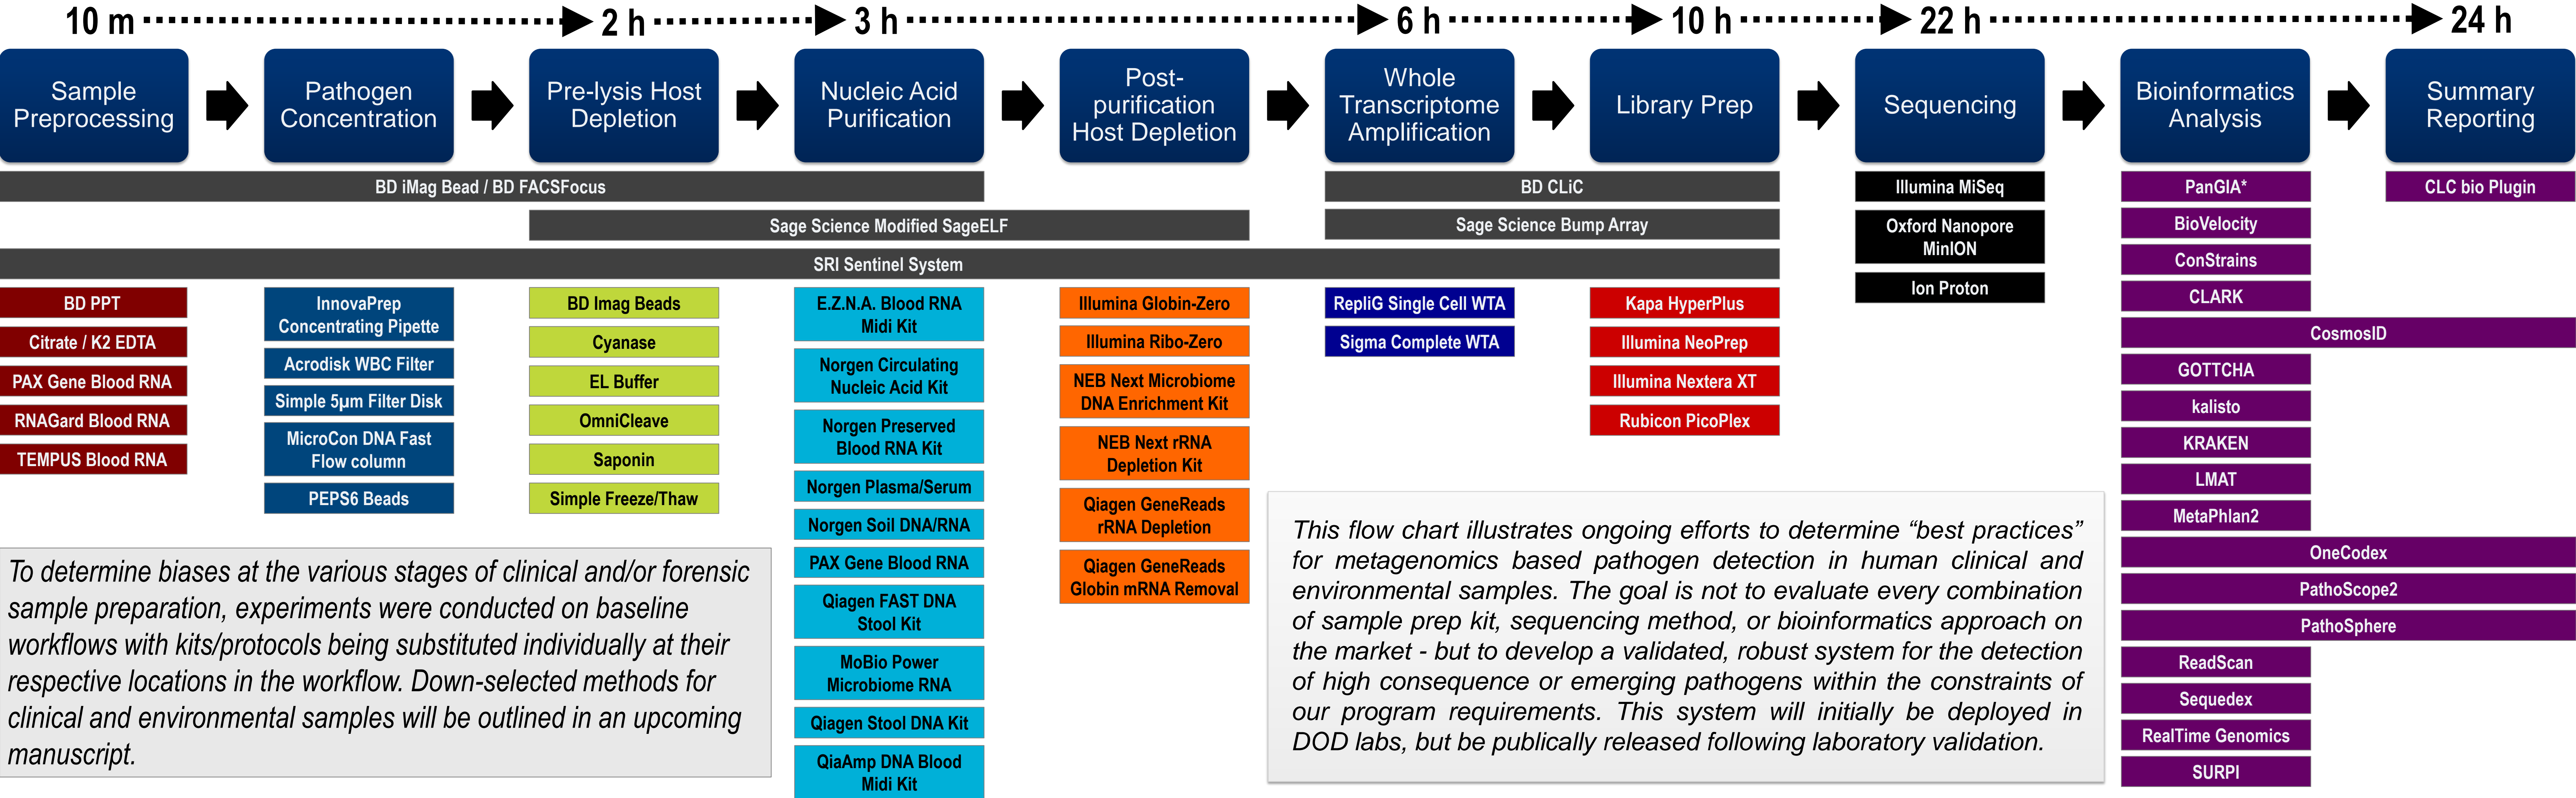 10 m 2 h 3 h 6 h 10 h 22 h 24 h
Sample
Preprocessing
Pathogen
Concentration
Pre-lysis Host
Depletion
Nucleic Acid
Purification
Post-
purification
Host Depletion
Whole
Transcriptome
Amplification
Library Prep
Sequencing
Bioinformatics
Analysis
Summary
Reporting
BD iMag Bead / BD FACSFocus
BD CLiC
Sage Science Modified SageELF
Sage Science Bump Array
SRI Sentinel System
BD PPT
Citrate / K2 EDTA
PAX Gene Blood RNA
RNAGard Blood RNA
TEMPUS Blood RNA
InnovaPrep
Concentrating Pipette
Acrodisk WBC Filter
Simple 5µm Filter Disk
MicroCon DNA Fast
Flow column
PEPS6 Beads
BD Imag Beads
Cyanase
EL Buffer
OmniCleave
Saponin
Simple Freeze/Thaw
E.Z.N.A. Blood RNA
Midi Kit
Norgen Circulating
Nucleic Acid Kit
Norgen Preserved
Blood RNA Kit
Norgen Plasma/Serum
Norgen Soil DNA/RNA
PAX Gene Blood RNA
Qiagen FAST DNA
Stool Kit
MoBio Power
Microbiome RNA
Qiagen Stool DNA Kit
QiaAmp DNA Blood
Midi Kit
Illumina Globin-Zero
Illumina Ribo-Zero
NEB Next Microbiome
DNA Enrichment Kit
NEB Next rRNA
Depletion Kit
Qiagen GeneReads
rRNA Depletion
Qiagen GeneReads
Globin mRNA Removal
RepliG Single Cell WTA
Sigma Complete WTA
Kapa HyperPlus
Illumina NeoPrep
Illumina Nextera XT
Rubicon PicoPlex
Illumina MiSeq
Oxford Nanopore
MinION
Ion Proton
PanGIA*
BioVelocity
ConStrains
CLARK
CosmosID
GOTTCHA
kalisto
KRAKEN
LMAT
MetaPhlan2
OneCodex
PathoScope2
PathoSphere
ReadScan
Sequedex
RealTime Genomics
SURPI
CLC bio Plugin
To determine biases at the various stages of clinical and/or forensic
sample preparation, experiments were conducted on baseline
workflows with kits/protocols being substituted individually at their
respective locations in the workflow. Down-selected methods for
clinical and environmental samples will be outlined in an upcoming
manuscript.
This flow chart illustrates ongoing efforts to determine “best practices”
for metagenomics based pathogen detection in human clinical and
environmental samples. The goal is not to evaluate every combination
of sample prep kit, sequencing method, or bioinformatics approach on
the market - but to develop a validated, robust system for the detection
of high consequence or emerging pathogens within the constraints of
our program requirements. This system will initially be deployed in
DOD labs, but be publically released following laboratory validation.